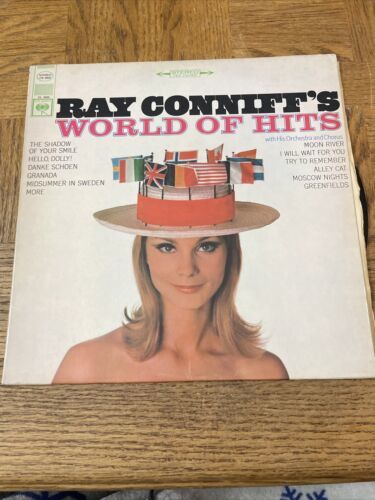 STEREO
RAY CONNIFF'S
WORLD OF HITS
with His Orchestra and Chorus
THE SHADOW
OF YOUR SMILE
HELLO, DOLLY!
DANKE SCHOEN
GRANADA
MIDSUMMER IN SWEDEN
MORE
MOON RIVER
I WILL WAIT FOR YOU
TRY TO REMEMBER
ALLEY CAT
MOSCOW NIGHTS
GREENFIELDS